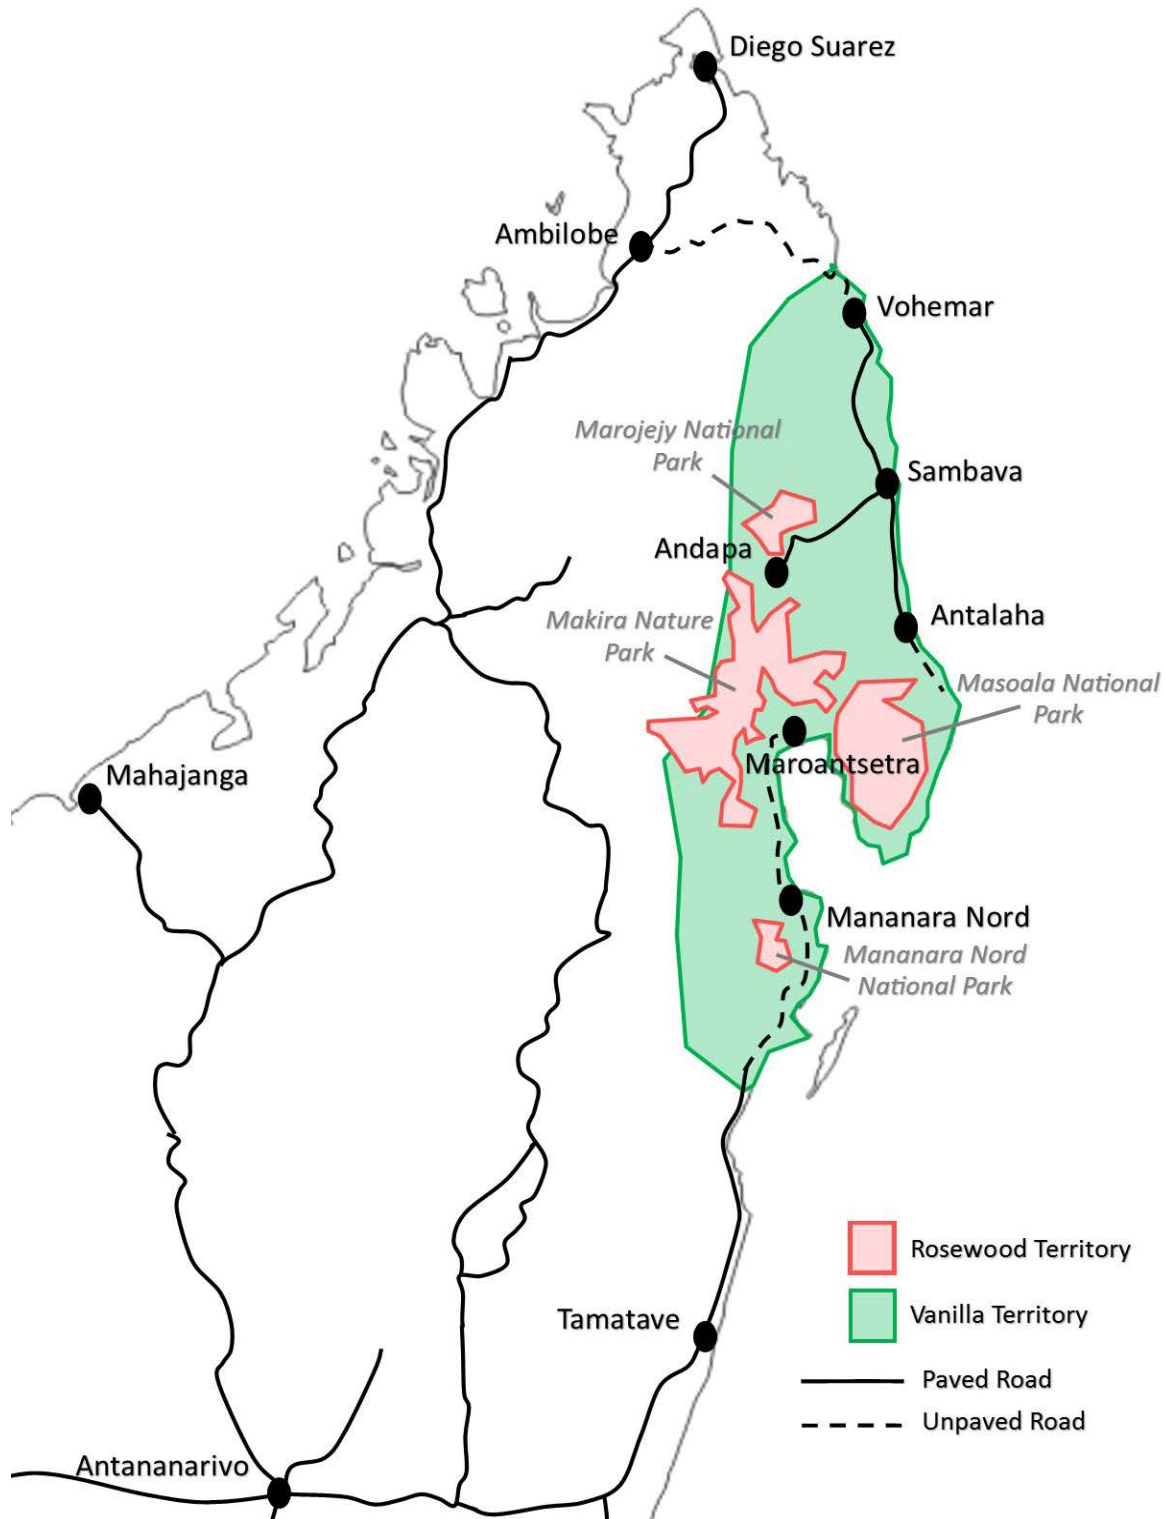 Diego Suarez
Ambilobe
Vohemar
Marojejy National
Park
Sambava
Andapa
Makira Nature
Park
Antalaha
Masoala National
Park
Maroantsetra
Mahajanga
Mananara Nord
Mananara Nord
National Park
Rosewood Territory
Vanilla Territory
Tamatave
Paved Road
Unpaved Road
Antananarivo